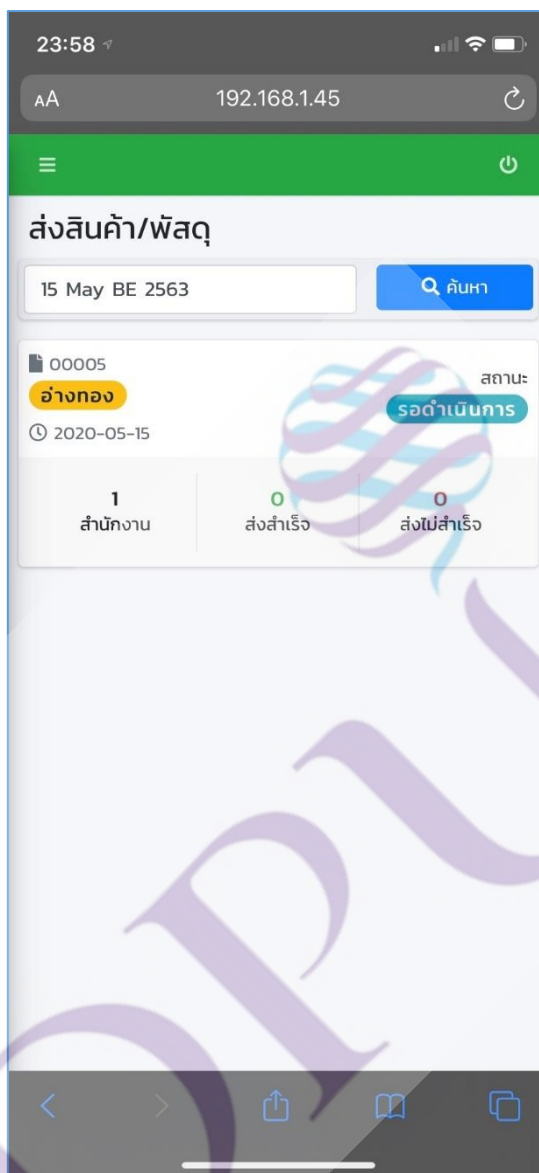 23:58
AA 192.168.1.45
ส่งสินค้า/พัสดุ
15 May BE 2563 ค้นหา
00005
อ่างทอง
2020-05-15
สถานะ
รอดำเนินการ
1 0 0
สำนักงาน ส่งสำเร็จ ส่งไม่สำเร็จ
DPU